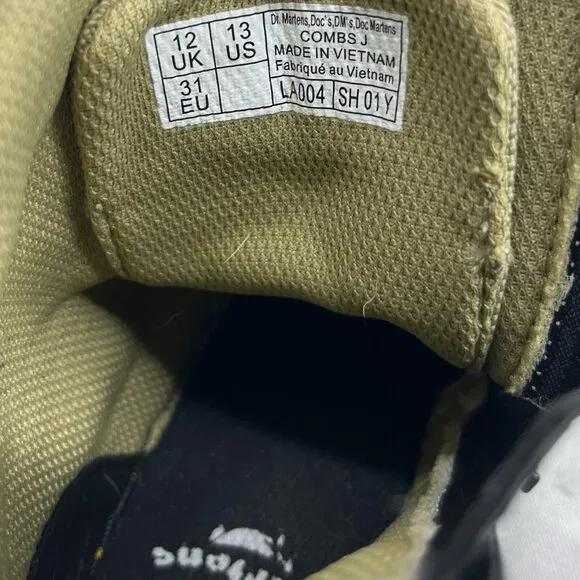 12 UK
13 US
31 EU
Dr. Martens,Doc's,DM's,Doc Martens
COMBS J
MADE IN VIETNAM
Fabriqué au Vietnam
LA004 SH 01Y